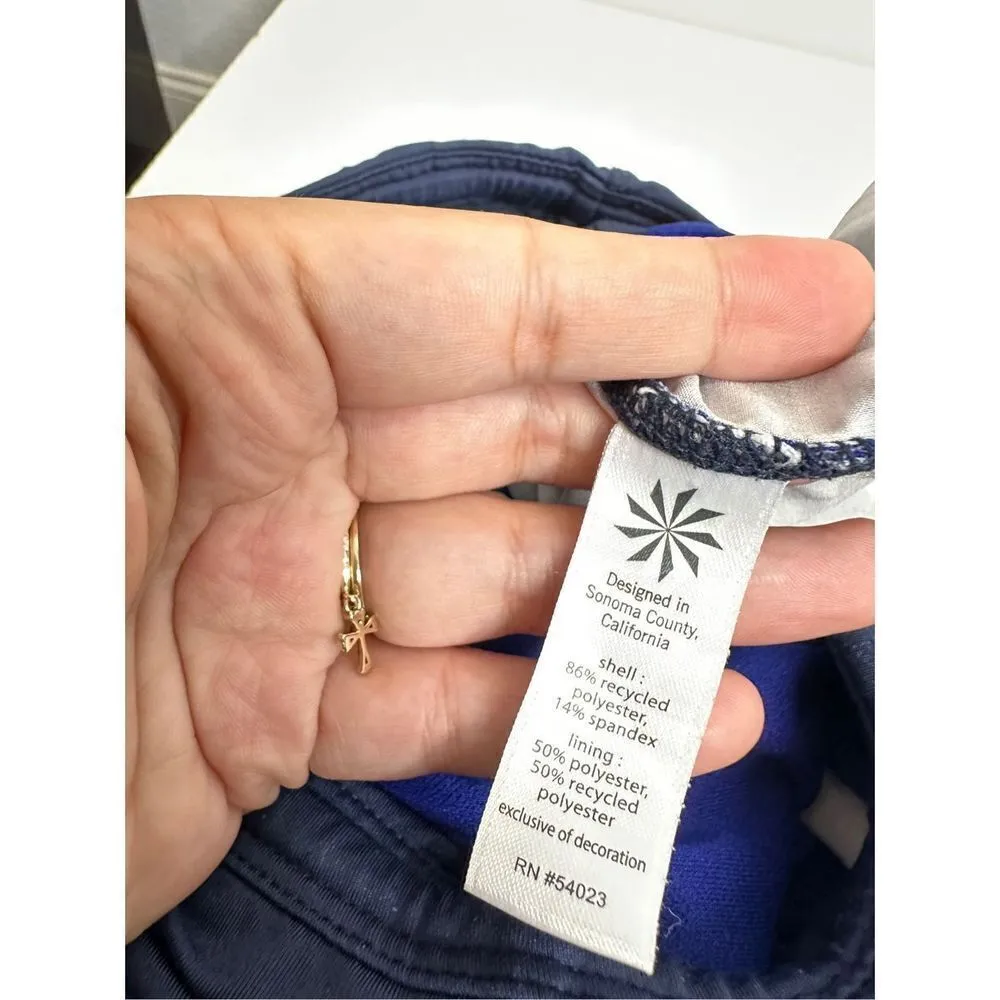 Designed in
Sonoma County,
California
shell :
86% recycled
polyester,
14% spandex
lining :
50% polyester,
50% recycled
polyester
exclusive of decoration
RN #54023